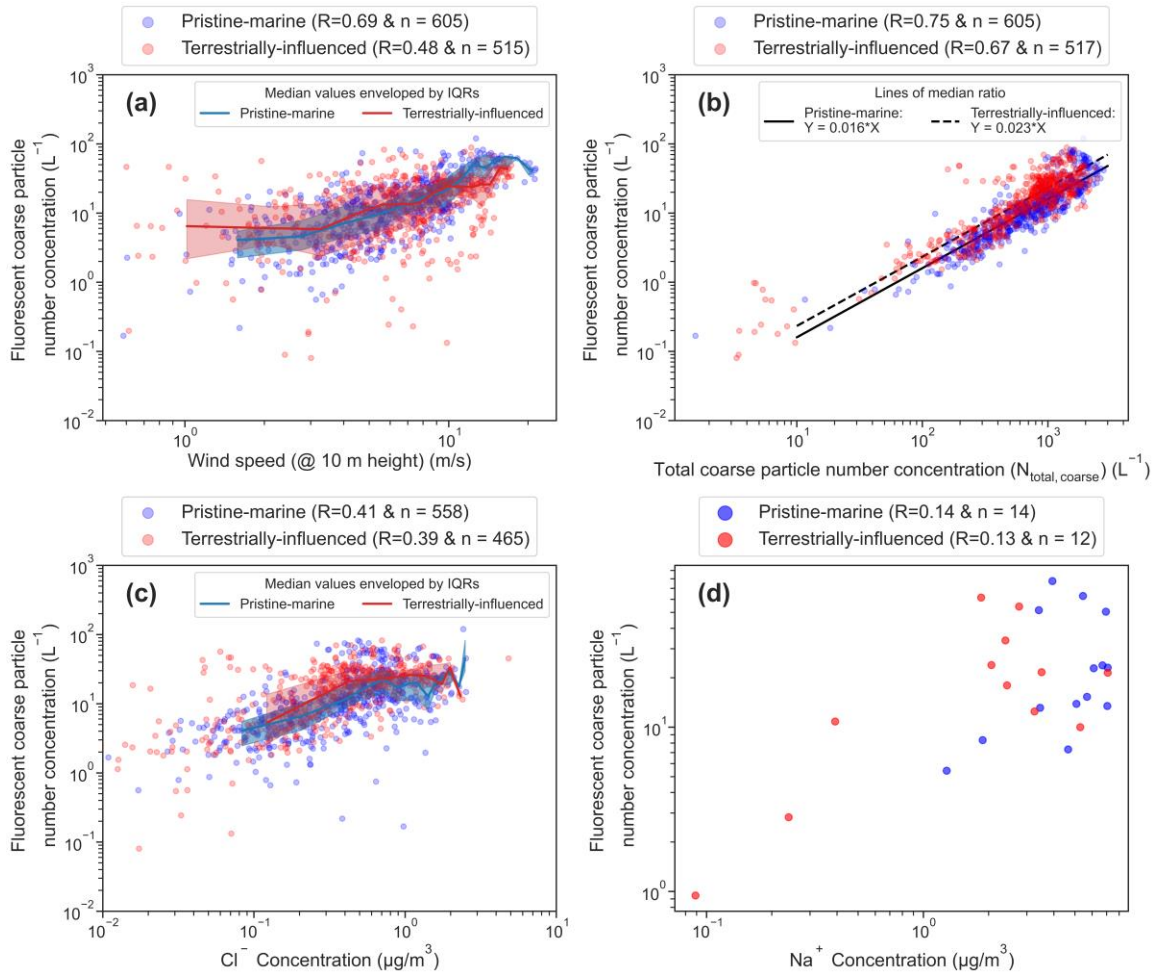 Pristine-marine (R=0.69 & n = 605)
Terrestrially-influenced (R=0.48 & n = 515)
(a)
Median values enveloped by IQRs
Pristine-marine
Terrestrially-influenced
Fluorescent coarse particle
number concentration (L⁻¹)
10³
10²
10¹
10⁰
10⁻¹
10⁻²
10⁰
10¹
Wind speed (@ 10 m height) (m/s)
Pristine-marine (R=0.75 & n = 605)
Terrestrially-influenced (R=0.67 & n = 517)
(b)
Lines of median ratio
Pristine-marine:
Y = 0.016*X
Terrestrially-influenced:
Y = 0.023*X
Fluorescent coarse particle
number concentration (L⁻¹)
10³
10²
10¹
10⁰
10⁻¹
10⁻²
10¹
10²
10³
Total coarse particle number concentration (N_total, coarse) (L⁻¹)
Pristine-marine (R=0.41 & n = 558)
Terrestrially-influenced (R=0.39 & n = 465)
(c)
Median values enveloped by IQRs
Pristine-marine
Terrestrially-influenced
Fluorescent coarse particle
number concentration (L⁻¹)
10³
10²
10¹
10⁰
10⁻¹
10⁻²
10⁻²
10⁻¹
10⁰
10¹
Cl⁻ Concentration (µg/m³)
Pristine-marine (R=0.14 & n = 14)
Terrestrially-influenced (R=0.13 & n = 12)
(d)
Fluorescent coarse particle
number concentration (L⁻¹)
10¹
10⁰
10⁻¹
10⁰
Na⁺ Concentration (µg/m³)